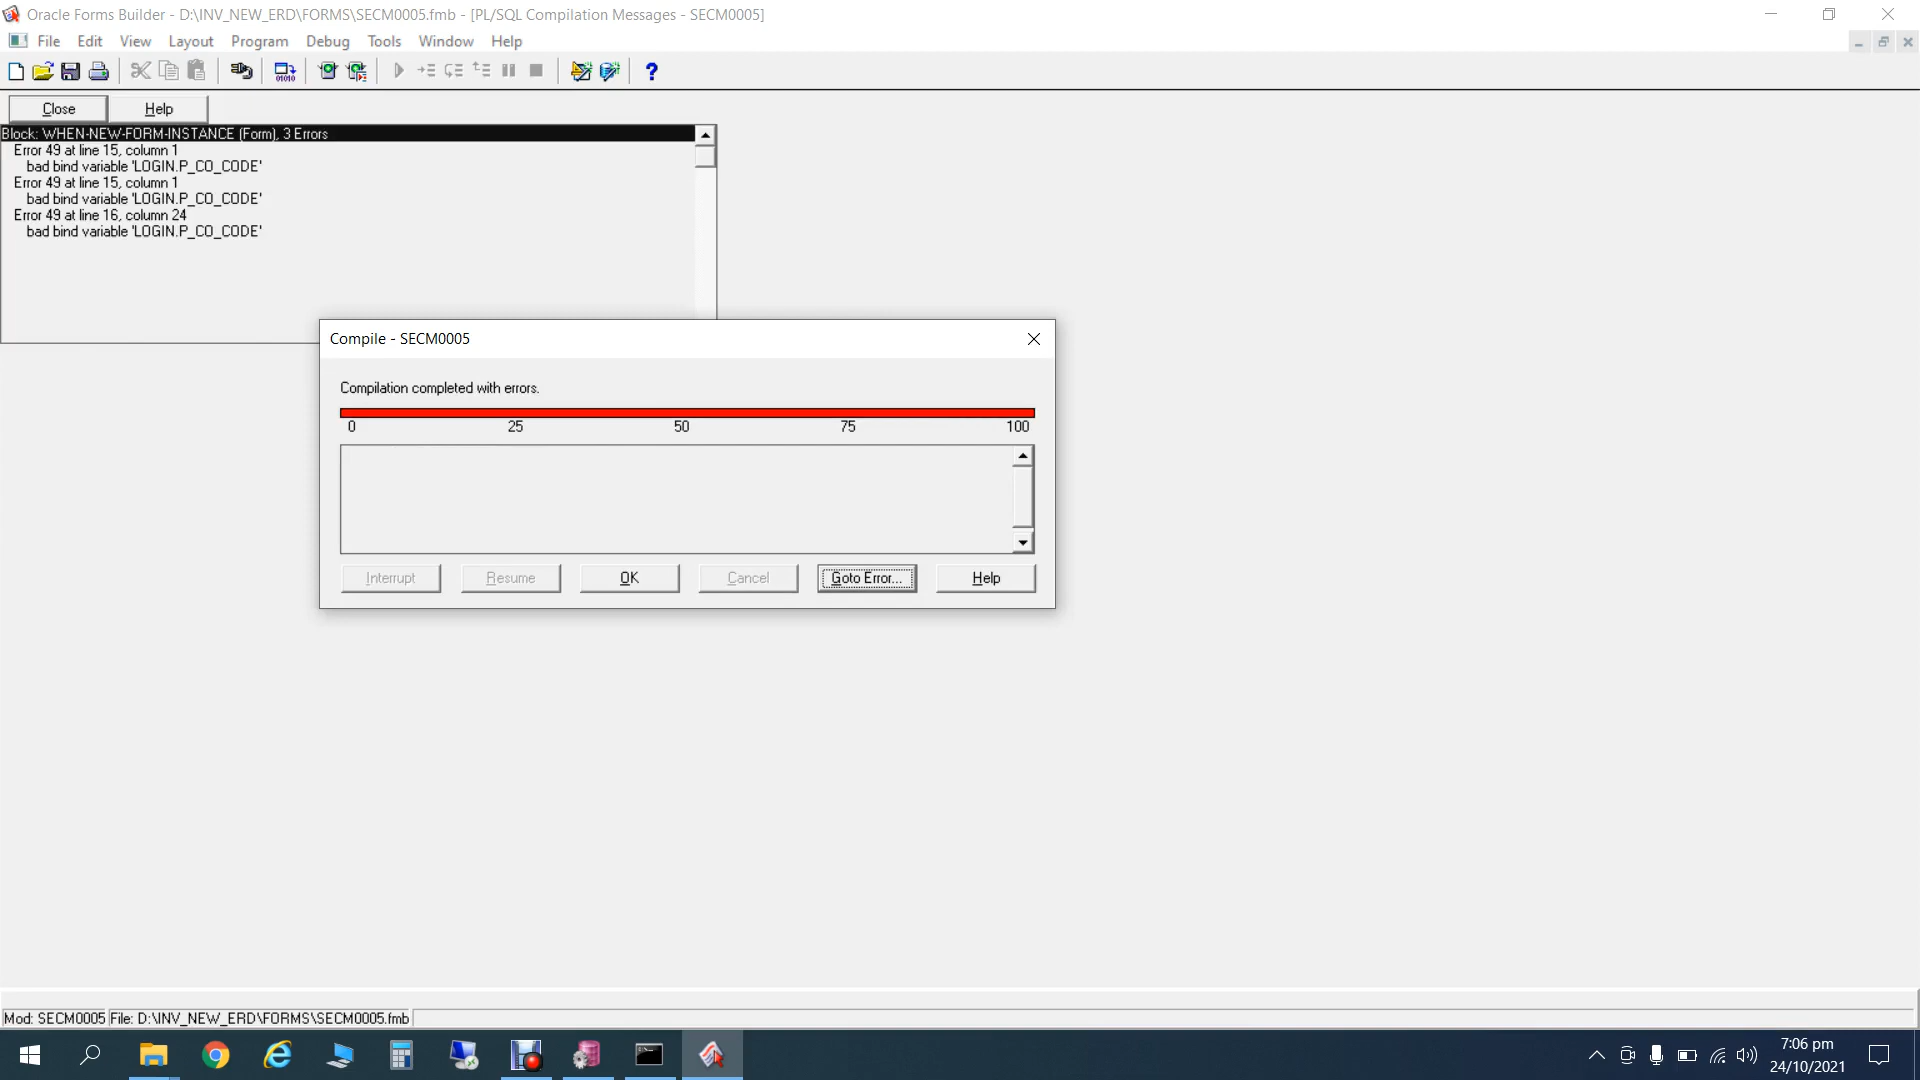 Oracle Forms Builder - D:\INV_NEW_ERD\FORMS\SECM0005.fmb - [PL/SQL Compilation Messages - SECM0005]
File Edit View Layout Program Debug Tools Window Help
Close Help
Block: WHEN-NEW-FORM-INSTANCE (Form), 3 Errors
Error 49 at line 15, column 1
bad bind variable 'LOGIN.P_CO_CODE'
Error 49 at line 15, column 1
bad bind variable 'LOGIN.P_CO_CODE'
Error 49 at line 16, column 24
bad bind variable 'LOGIN.P_CO_CODE'
Compile - SECM0005
Compilation completed with errors.
0 25 50 75 100
Interrupt Resume OK Cancel Goto Error... Help
Mod: SECM0005 File: D:\INV_NEW_ERD\FORMS\SECM0005.fmb
7:06 pm
24/10/2021